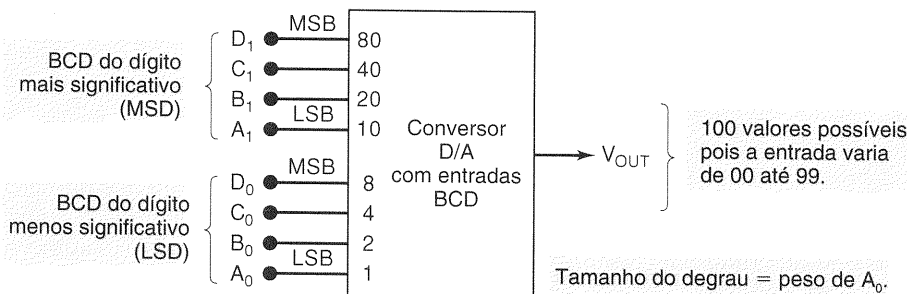 BCD do dígito
mais significativo
(MSD)
D₁ MSB 80
C₁ 40
B₁ 20
A₁ LSB 10
BCD do dígito
menos significativo
(LSD)
D₀ MSB 8
C₀ 4
B₀ 2
A₀ LSB 1
Conversor
D/A
com entradas
BCD
V_OUT
100 valores possíveis
pois a entrada varia
de 00 até 99.
Tamanho do degrau = peso de A₀.